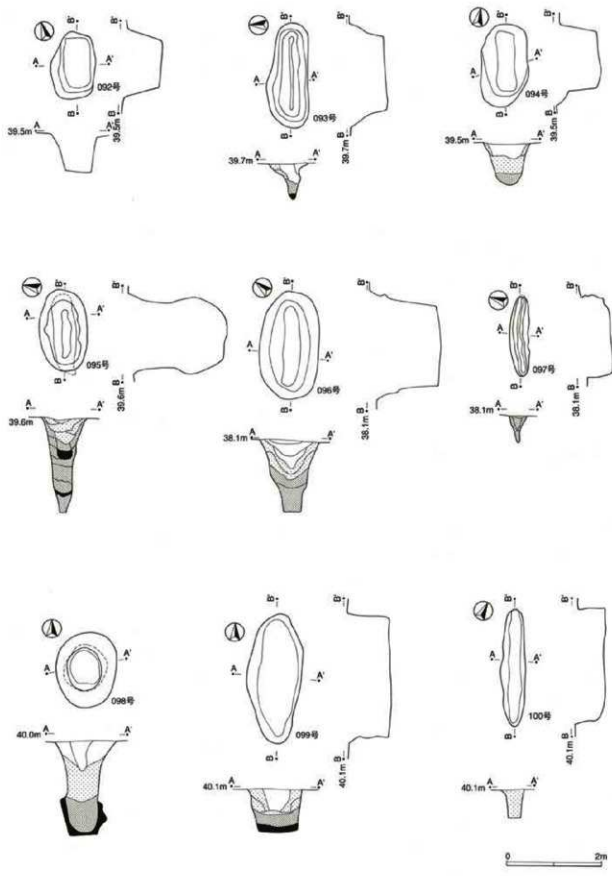 B' B'
A A' 092号
B B
A A' 39.5m 39.5m
B' B'
A A' 093号
B B
A A' 39.7m 39.7m
B' B'
A A' 094号
B B
A A' 39.5m 39.5m
B' B'
A A' 095号
B B
A A' 39.6m 39.6m
B' B'
A A' 096号
B B
A A' 38.1m 38.1m
B' B'
A A' 097号
B B
A A' 38.1m 38.1m
A A' 098号
A A' 40.0m
B' B'
A A' 099号
B B
A A' 40.1m 40.1m
B' B'
A A' 100号
B B
A A' 40.1m 40.1m
0 2m